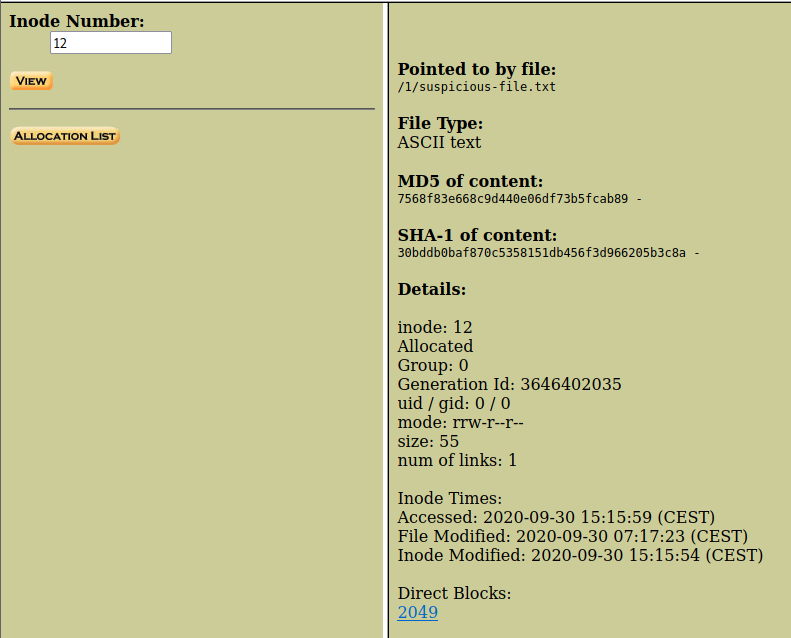 Inode Number:
12
VIEW
ALLOCATION LIST
Pointed to by file:
/1/suspicious-file.txt
File Type:
ASCII text
MD5 of content:
7568f83e668c9d440e06df73b5fcab89 -
SHA-1 of content:
30bddb0baf870c5358151db456f3d966205b3c8a -
Details:
inode: 12
Allocated
Group: 0
Generation Id: 3646402035
uid / gid: 0 / 0
mode: rrw-r--r--
size: 55
num of links: 1
Inode Times:
Accessed: 2020-09-30 15:15:59 (CEST)
File Modified: 2020-09-30 07:17:23 (CEST)
Inode Modified: 2020-09-30 15:15:54 (CEST)
Direct Blocks:
2049